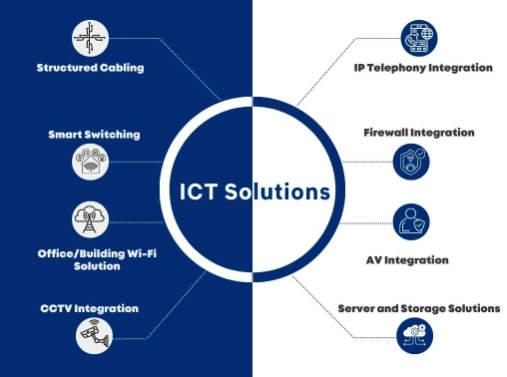 Structured Cabling
Smart Switching
Office/Building Wi-Fi
Solution
CCTV Integration
ICT Solutions
IP Telephony Integration
Firewall Integration
AV Integration
Server and Storage Solutions